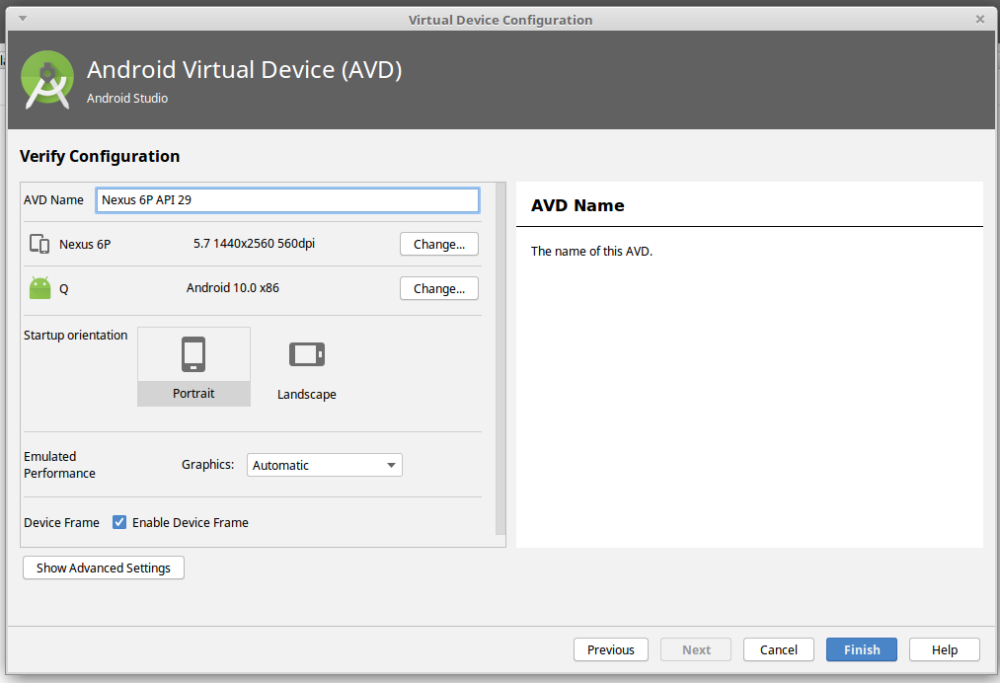 Virtual Device Configuration
Android Virtual Device (AVD)
Android Studio
Verify Configuration
AVD Name Nexus 6P API 29
Nexus 6P 5.7 1440x2560 560dpi Change...
Q Android 10.0 x86 Change...
Startup orientation
Portrait Landscape
Emulated
Performance
Graphics: Automatic
Device Frame Enable Device Frame
Show Advanced Settings
AVD Name
The name of this AVD.
Previous Next Cancel Finish Help